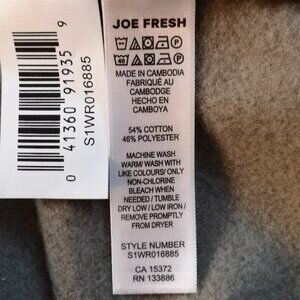 JOE FRESH
40
MADE IN CAMBODIA
FABRIQUÉ AU
CAMBODGE
HECHO EN
CAMBOYA
54% COTTON
46% POLYESTER
MACHINE WASH
WARM/ WASH WITH
LIKE COLOURS/ ONLY
NON-CHLORINE
BLEACH WHEN
NEEDED / TUMBLE
DRY LOW / LOW IRON /
REMOVE PROMPTLY
FROM DRYER
STYLE NUMBER
S1WR016885
CA 15372
RN 133886
0 41360 91935 9
S1WR016885